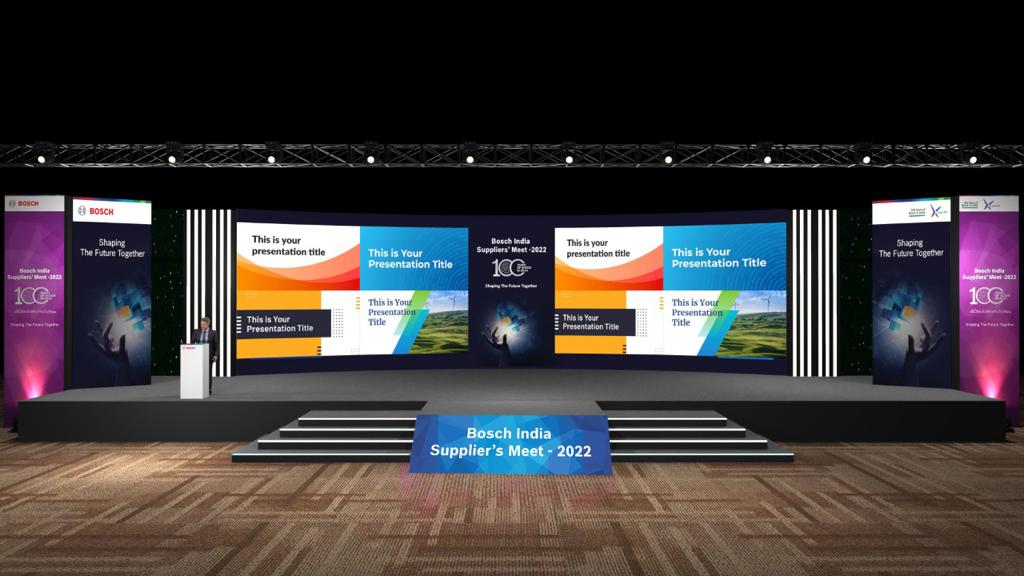 BOSCH
Bosch India
Suppliers' Meet -2022
100
Shaping The Future Together
BOSCH
Shaping
The Future Together
This is your
presentation title
This is Your
Presentation Title
This is Your
Presentation Title
This is Your
Presentation
Title
Bosch India
Suppliers' Meet -2022
100
Shaping The Future Together
This is your
presentation title
This is Your
Presentation Title
This is Your
Presentation Title
This is Your
Presentation
Title
Shaping
The Future Together
Bosch India
Suppliers' Meet -2022
100
Shaping The Future Together
Bosch India
Supplier's Meet - 2022